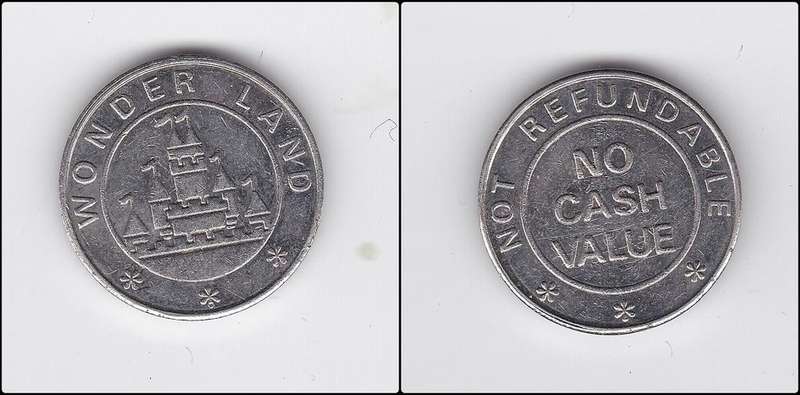 WONDER LAND
NOT REFUNDABLE
NO
CASH
VALUE